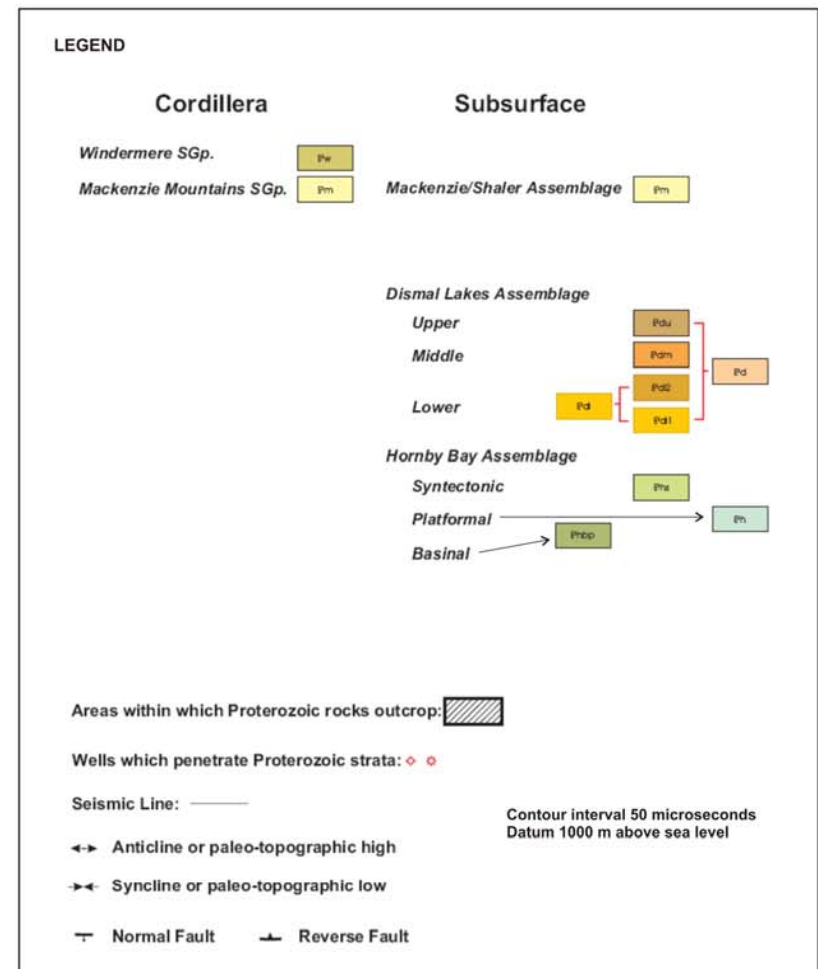 LEGEND
Cordillera
Subsurface
Windermere SGp. Pw
Mackenzie Mountains SGp. Pm
Mackenzie/Shaler Assemblage Pm
Dismal Lakes Assemblage
Upper Pdu
Middle Pdm
Pd
Pdl2
Lower Pdl
Pdl1
Hornby Bay Assemblage
Syntectonic Phs
Platformal Ph
Phbp
Basinal
Areas within which Proterozoic rocks outcrop:
Wells which penetrate Proterozoic strata:
Seismic Line:
Contour interval 50 microseconds
Datum 1000 m above sea level
Anticline or paleo-topographic high
Syncline or paleo-topographic low
Normal Fault Reverse Fault